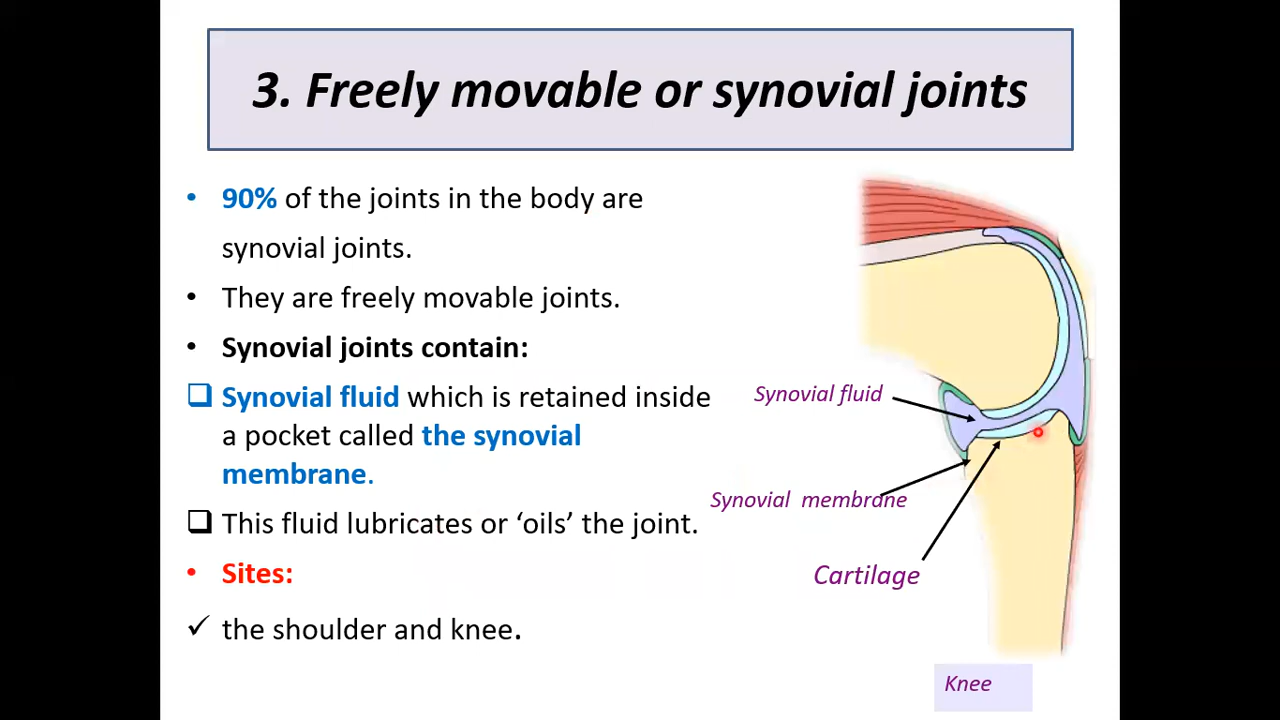 3. Freely movable or synovial joints
• 90% of the joints in the body are
synovial joints.
• They are freely movable joints.
• Synovial joints contain:
❑ Synovial fluid which is retained inside
a pocket called the synovial
membrane.
❑ This fluid lubricates or ‘oils’ the joint.
• Sites:
✓ the shoulder and knee.
Synovial fluid
Synovial membrane
Cartilage
Knee